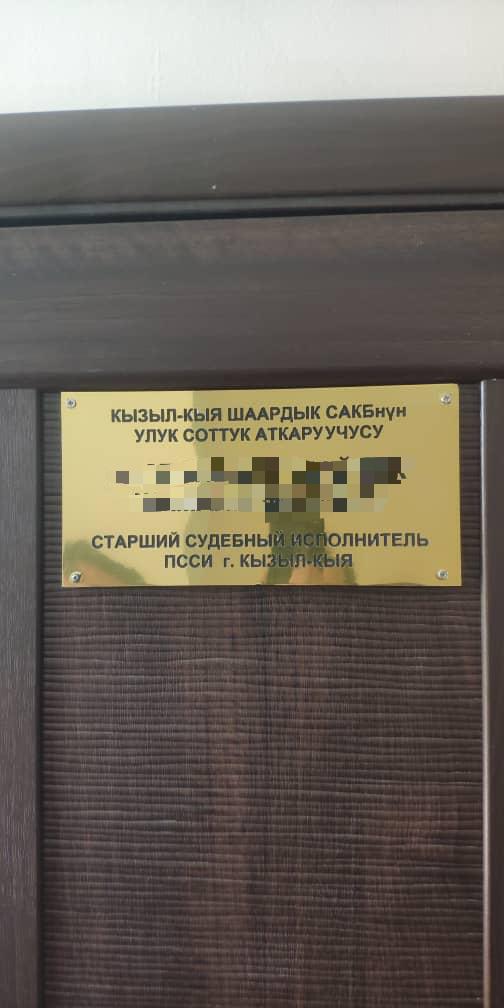 КЫЗЫЛ-КЫЯ ШААРДЫК САКБнүн
УЛУК СОТТУК АТКАРУУЧУСУ
СТАРШИЙ СУДЕБНЫЙ ИСПОЛНИТЕЛЬ
ПССИ г. КЫЗЫЛ-КЫЯ